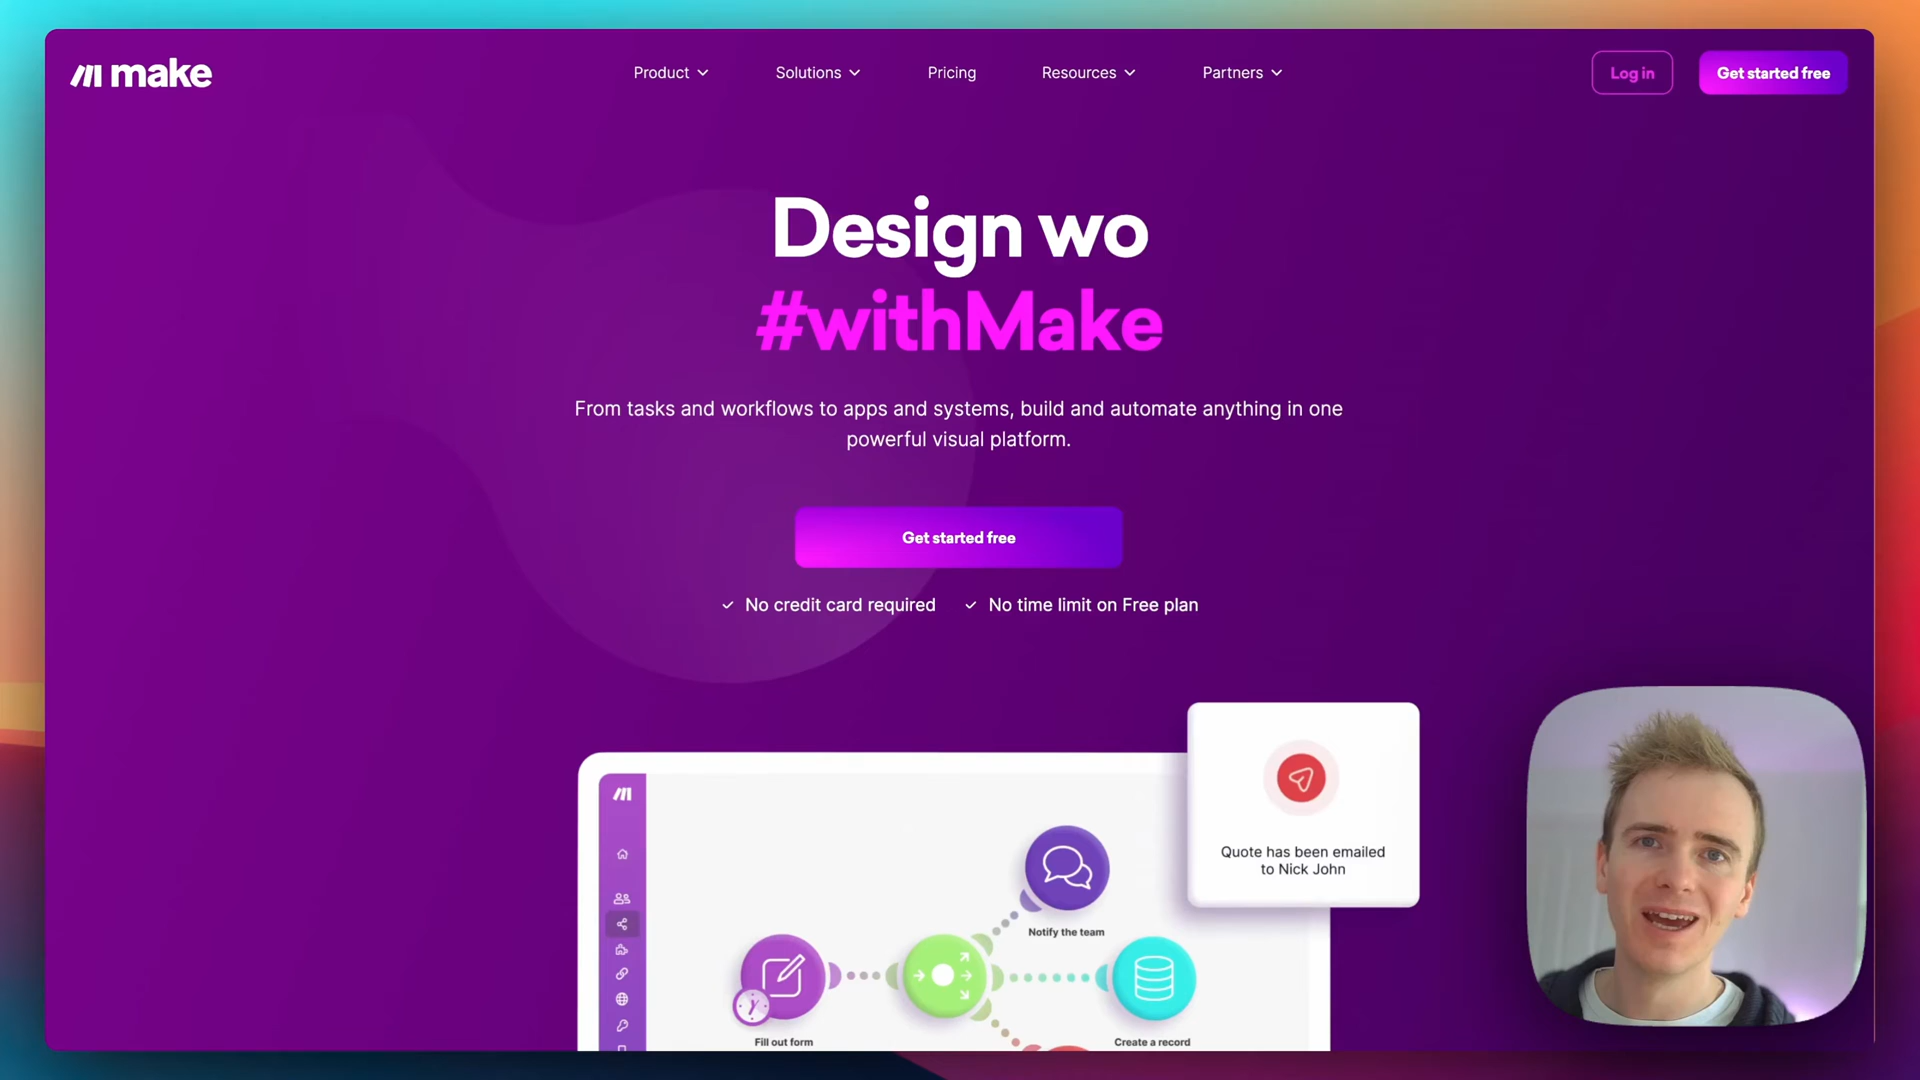 make
Product
Solutions
Pricing
Resources
Partners
Log in
Get started free
Design wo
#withMake
From tasks and workflows to apps and systems, build and automate anything in one
powerful visual platform.
Get started free
No credit card required
No time limit on Free plan
Quote has been emailed
to Nick John
Notify the team
Fill out form
Create a record